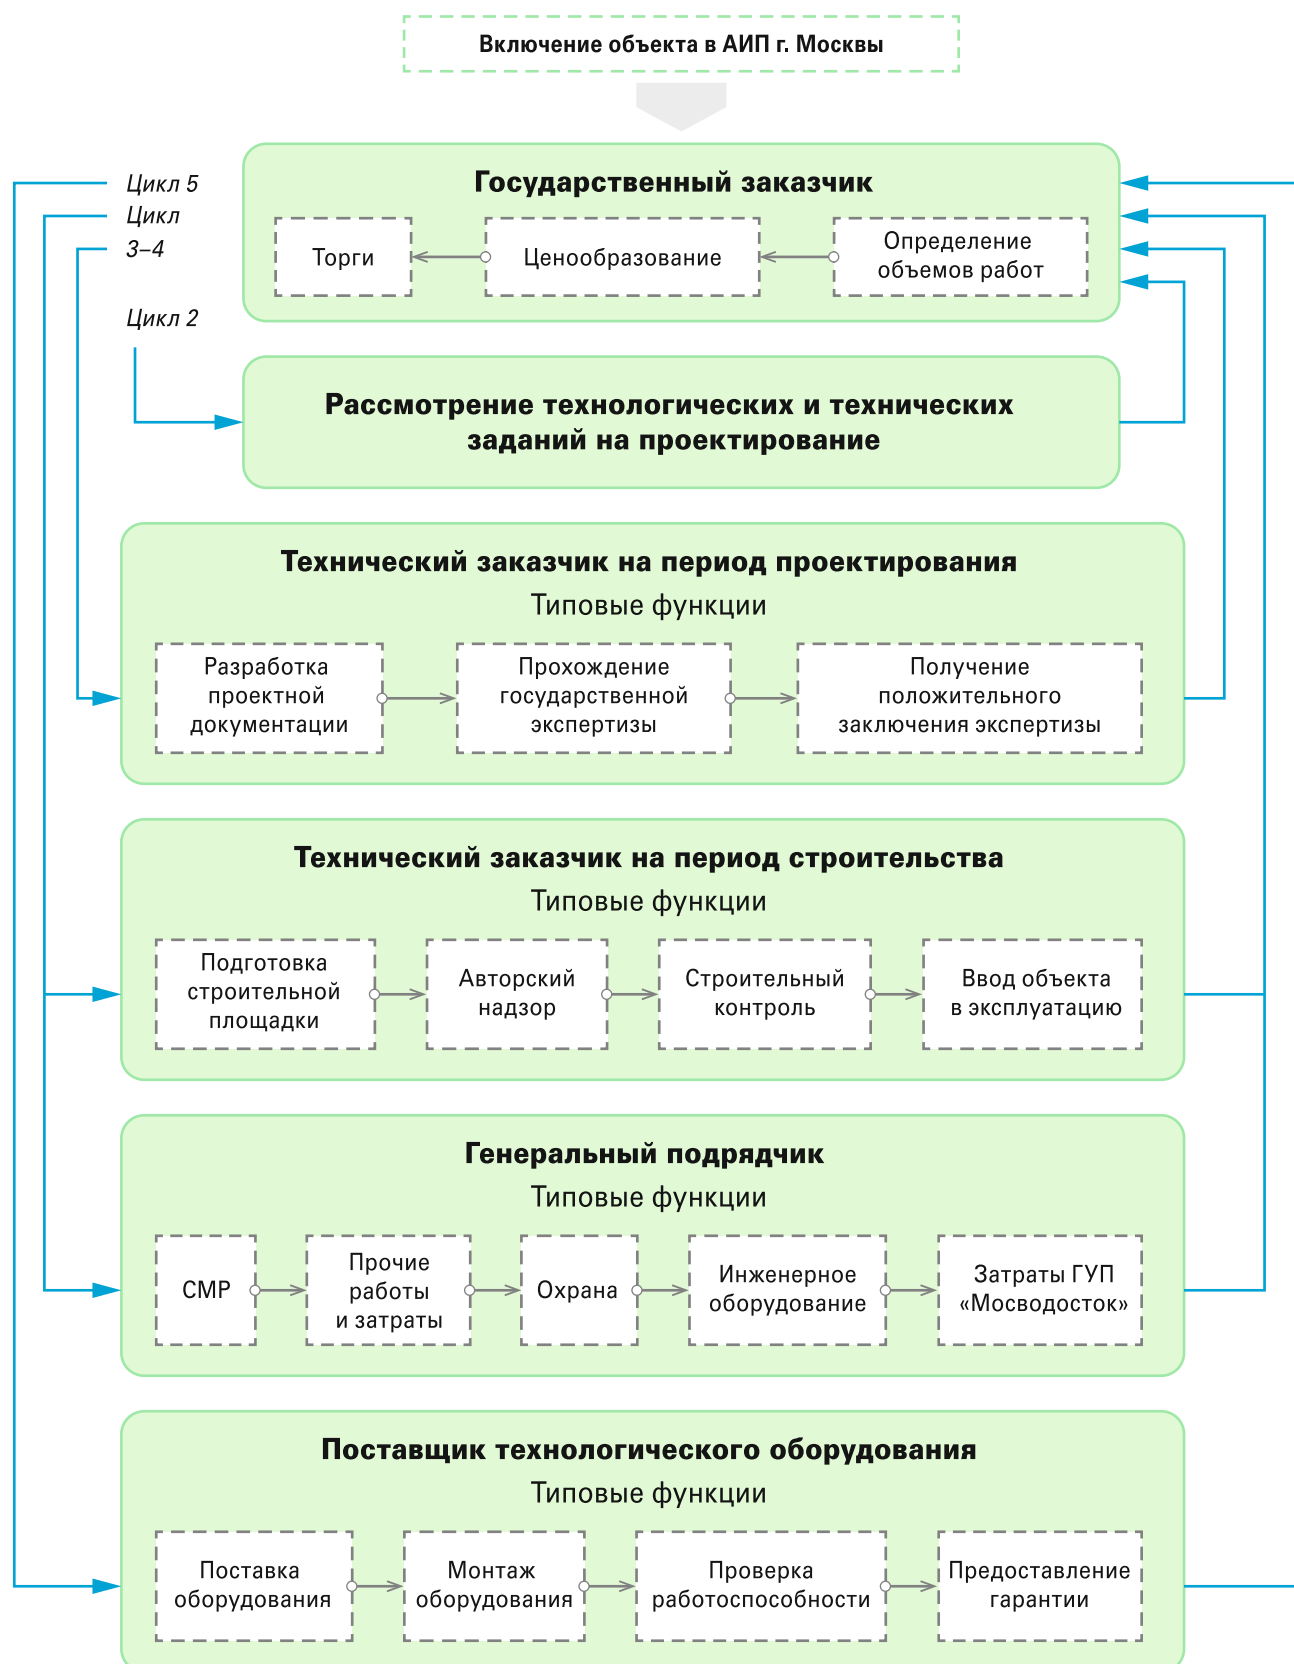 Включение объекта в АИП г. Москвы
Цикл 5
Цикл
3–4
Цикл 2
Государственный заказчик
Торги
Ценообразование
Определение
объемов работ
Рассмотрение технологических и технических
заданий на проектирование
Технический заказчик на период проектирования
Типовые функции
Разработка
проектной
документации
Прохождение
государственной
экспертизы
Получение
положительного
заключения экспертизы
Технический заказчик на период строительства
Типовые функции
Подготовка
строительной
площадки
Авторский
надзор
Строительный
контроль
Ввод объекта
в эксплуатацию
Генеральный подрядчик
Типовые функции
СМР
Прочие
работы
и затраты
Охрана
Инженерное
оборудование
Затраты ГУП
«Мосводосток»
Поставщик технологического оборудования
Типовые функции
Поставка
оборудования
Монтаж
оборудования
Проверка
работоспособности
Предоставление
гарантии